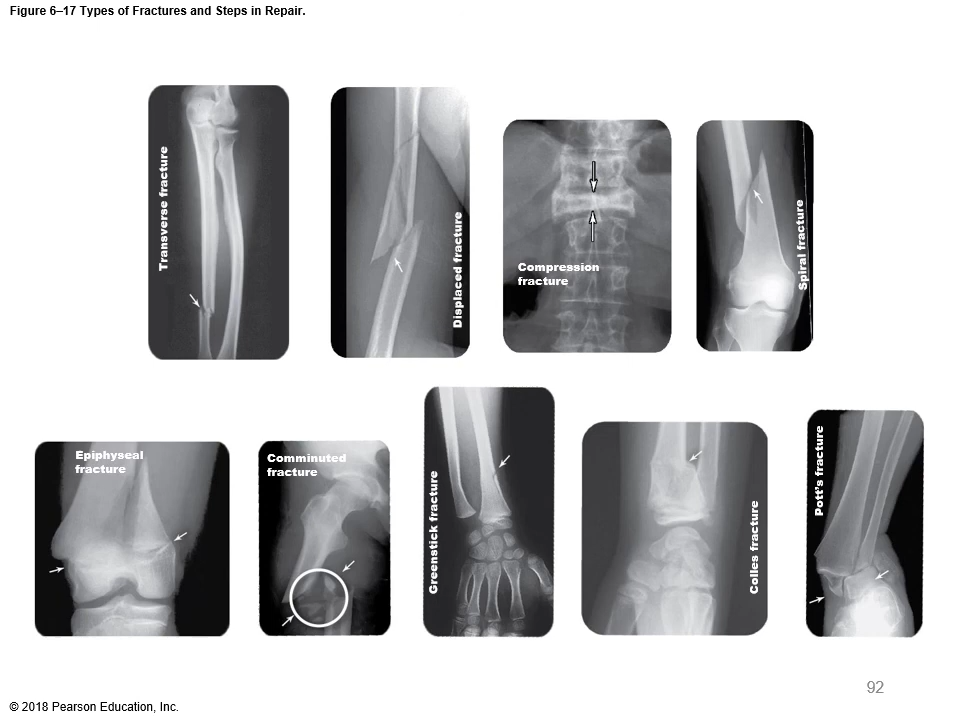 Figure 6–17 Types of Fractures and Steps in Repair.
Transverse fracture
Displaced fracture
Compression
fracture
Spiral fracture
Epiphyseal
fracture
Comminuted
fracture
Greenstick fracture
Colles fracture
Pott's fracture
92
© 2018 Pearson Education, Inc.